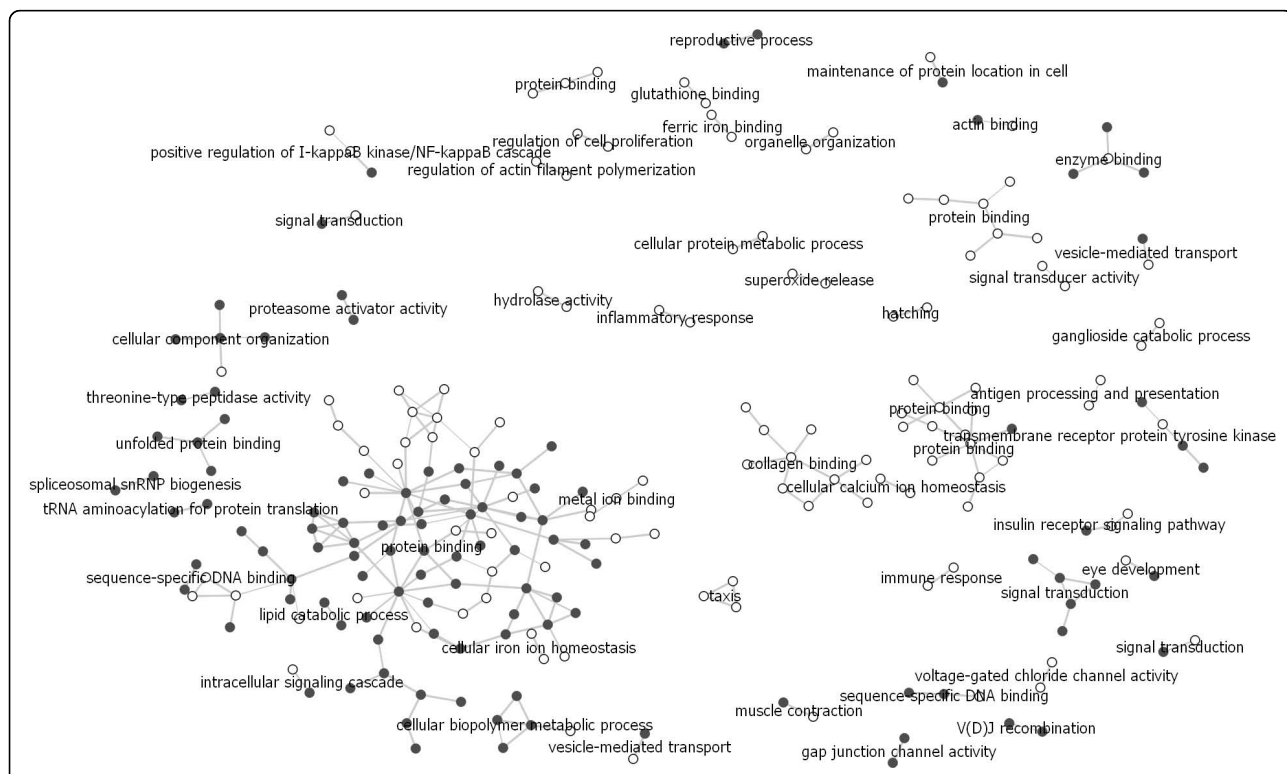 reproductive process
maintenance of protein location in cell
protein binding
glutathione binding
ferric iron binding
actin binding
regulation of cell proliferation
organelle organization
positive regulation of I-kappaB kinase/NF-kappaB cascade
enzyme binding
regulation of actin filament polymerization
signal transduction
protein binding
cellular protein metabolic process
vesicle-mediated transport
superoxide release
signal transducer activity
hydrolase activity
proteasome activator activity
inflammatory response
hatching
cellular component organization
ganglioside catabolic process
threonine-type peptidase activity
antigen processing and presentation
protein binding
unfolded protein binding
transmembrane receptor protein tyrosine kinase
protein binding
collagen binding
spliceosomal snRNP biogenesis
cellular calcium ion homeostasis
metal ion binding
tRNA aminoacylation for protein translation
insulin receptor signaling pathway
protein binding
eye development
sequence-specific DNA binding
immune response
signal transduction
taxis
lipid catabolic process
cellular iron ion homeostasis
signal transduction
voltage-gated chloride channel activity
intracellular signaling cascade
sequence-specific DNA binding
muscle contraction
cellular biopolymer metabolic process
V(D)J recombination
vesicle-mediated transport
gap junction channel activity